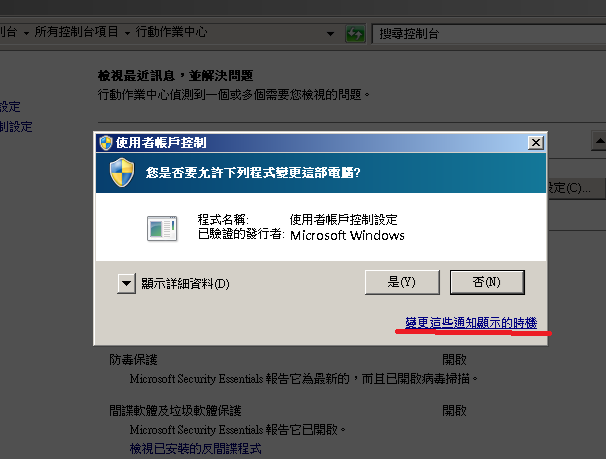 制台 ▾ 所有控制台項目 ▾ 行動作業中心
搜尋控制台
檢視最近訊息，並解決問題
行動作業中心偵測到一個或多個需要您檢視的問題。
設定
制設定
使用者帳戶控制
您是否要允許下列程式變更這部電腦?
程式名稱: 使用者帳戶控制設定
已驗證的發行者: Microsoft Windows
顯示詳細資料(D)
是(Y)
否(N)
變更這些通知顯示的時機
設定(C)...
防毒保護 開啟
Microsoft Security Essentials 報告它為最新的，而且已開啟病毒掃描。
間諜軟體及垃圾軟體保護 開啟
Microsoft Security Essentials 報告它已開啟。
檢視已安裝的反間諜程式